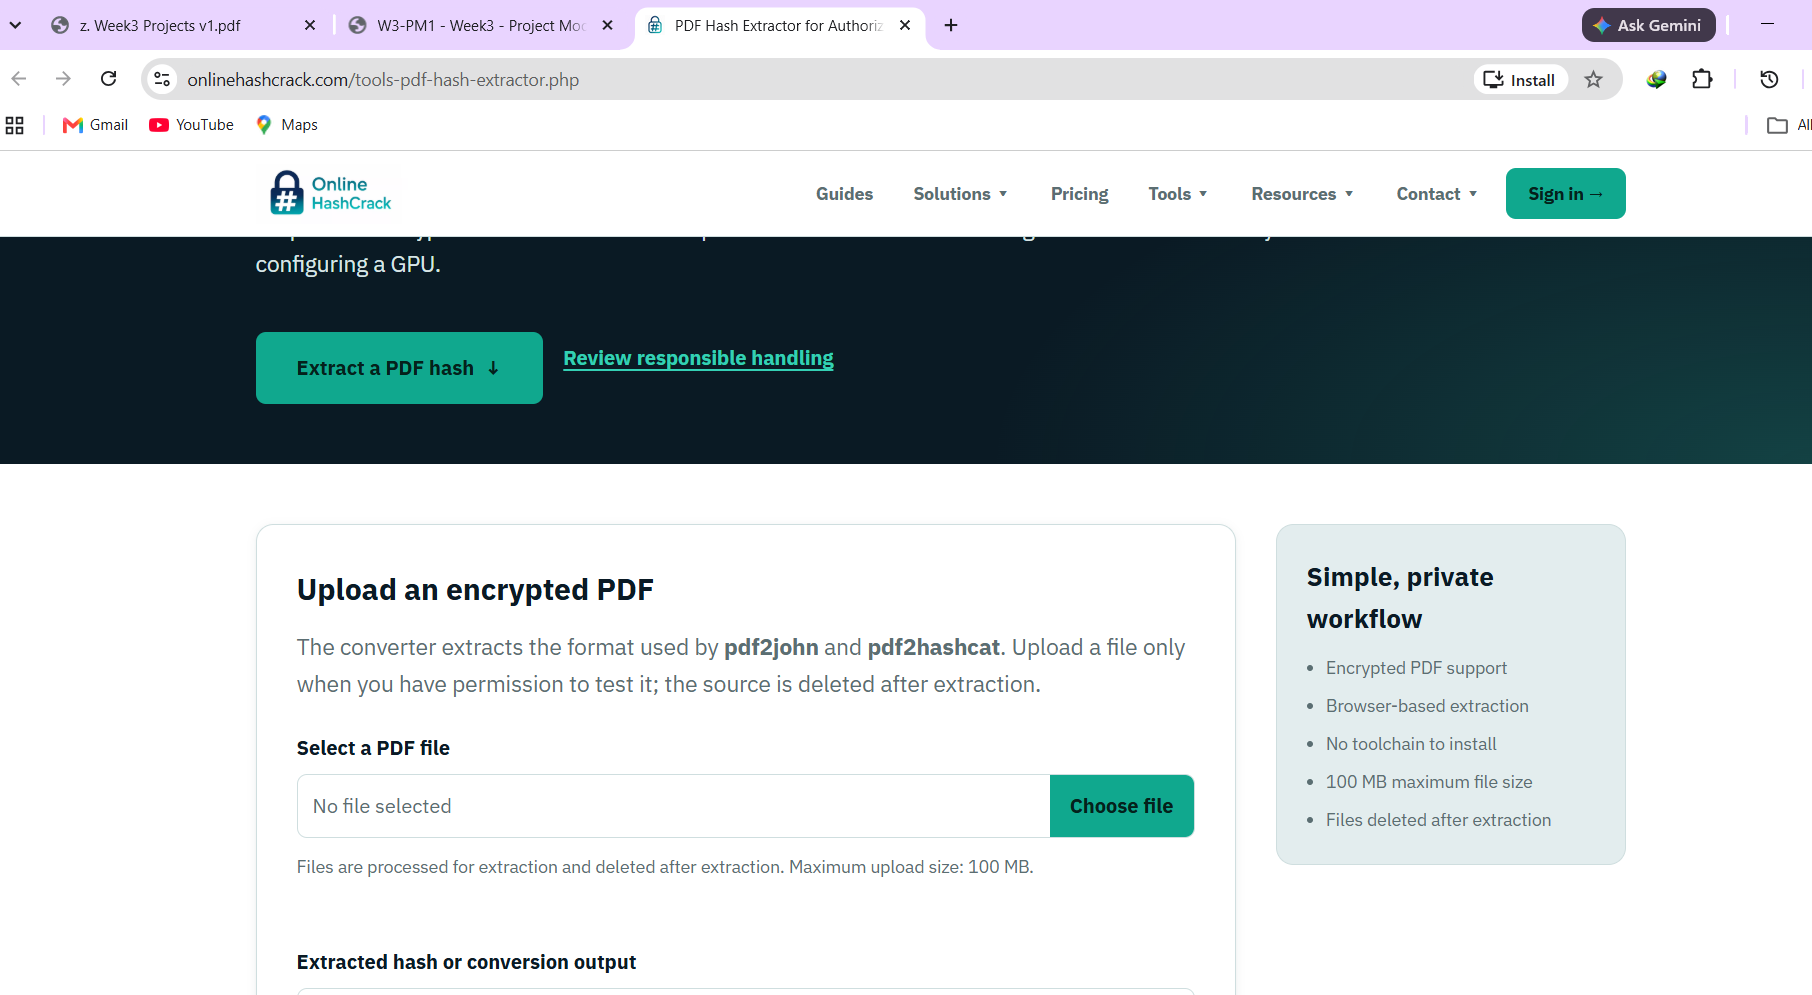 z. Week3 Projects v1.pdf
W3-PM1 - Week3 - Project Moc
PDF Hash Extractor for Authoriz
Ask Gemini
onlinehashcrack.com/tools-pdf-hash-extractor.php
Install
Gmail
YouTube
Maps
All
Online
HashCrack
Guides
Solutions
Pricing
Tools
Resources
Contact
Sign in →
configuring a GPU.
Extract a PDF hash ↓
Review responsible handling
Upload an encrypted PDF
The converter extracts the format used by pdf2john and pdf2hashcat. Upload a file only
when you have permission to test it; the source is deleted after extraction.
Select a PDF file
No file selected
Choose file
Files are processed for extraction and deleted after extraction. Maximum upload size: 100 MB.
Extracted hash or conversion output
Simple, private
workflow
Encrypted PDF support
Browser-based extraction
No toolchain to install
100 MB maximum file size
Files deleted after extraction